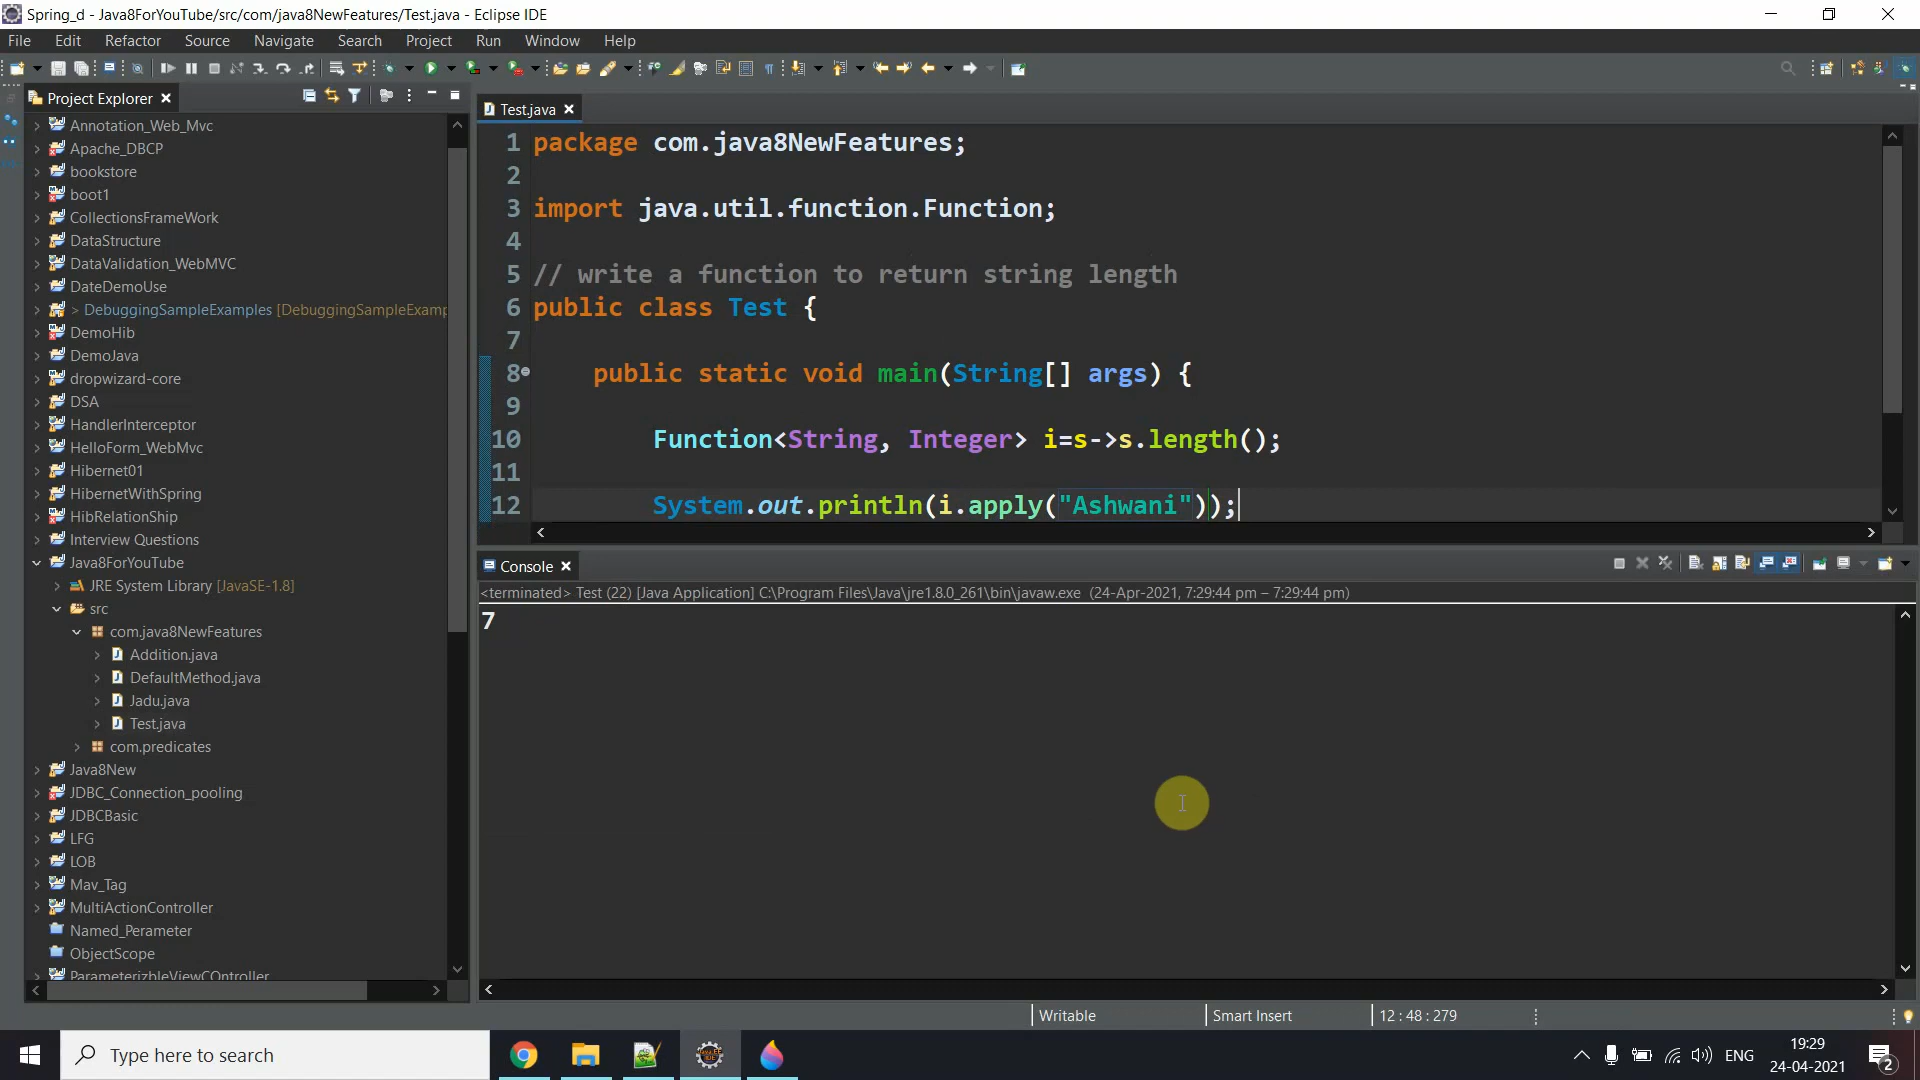 Spring_d - Java8ForYouTube/src/com/java8NewFeatures/Test.java - Eclipse IDE
File Edit Refactor Source Navigate Search Project Run Window Help
Project Explorer
Annotation_Web_Mvc
Apache_DBCP
bookstore
boot1
CollectionsFrameWork
DataStructure
DataValidation_WebMVC
DateDemoUse
> DebuggingSampleExamples [DebuggingSampleExamp
DemoHib
DemoJava
dropwizard-core
DSA
HandlerInterceptor
HelloForm_WebMvc
Hibernet01
HibernetWithSpring
HibRelationShip
Interview Questions
Java8ForYouTube
JRE System Library [JavaSE-1.8]
src
com.java8NewFeatures
Addition.java
DefaultMethod.java
Jadu.java
Test.java
com.predicates
Java8New
JDBC_Connection_pooling
JDBCBasic
LFG
LOB
Mav_Tag
MultiActionController
Named_Perameter
ObjectScope
ParameterizbleViewCOntroller
Test.java
1 package com.java8NewFeatures;
2
3 import java.util.function.Function;
4
5 // write a function to return string length
6 public class Test {
7
8 public static void main(String[] args) {
9
10 Function<String, Integer> i=s->s.length();
11
12 System.out.println(i.apply("Ashwani"));
Console
<terminated> Test (22) [Java Application] C:\Program Files\Java\jre1.8.0_261\bin\javaw.exe (24-Apr-2021, 7:29:44 pm – 7:29:44 pm)
7
Writable Smart Insert 12 : 48 : 279
Type here to search
ENG
19:29
24-04-2021
2